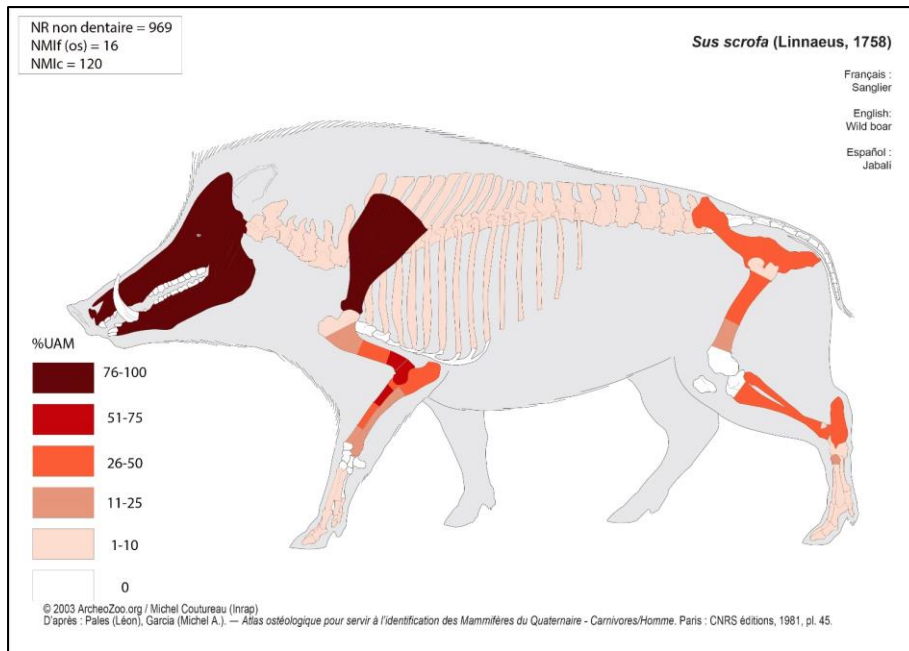 NR non dentaire = 969
NMIf (os) = 16
NMIc = 120
Sus scrofa (Linnaeus, 1758)
Français :
Sanglier
English:
Wild boar
Español :
Jabali
%UAM
76-100
51-75
26-50
11-25
1-10
0
© 2003 ArcheoZoo.org / Michel Coutureau (Inrap)
D'après : Pales (Léon), Garcia (Michel A.). — Atlas ostéologique pour servir à l'identification des Mammifères du Quaternaire - Carnivores/Homme. Paris : CNRS éditions, 1981, pl. 45.